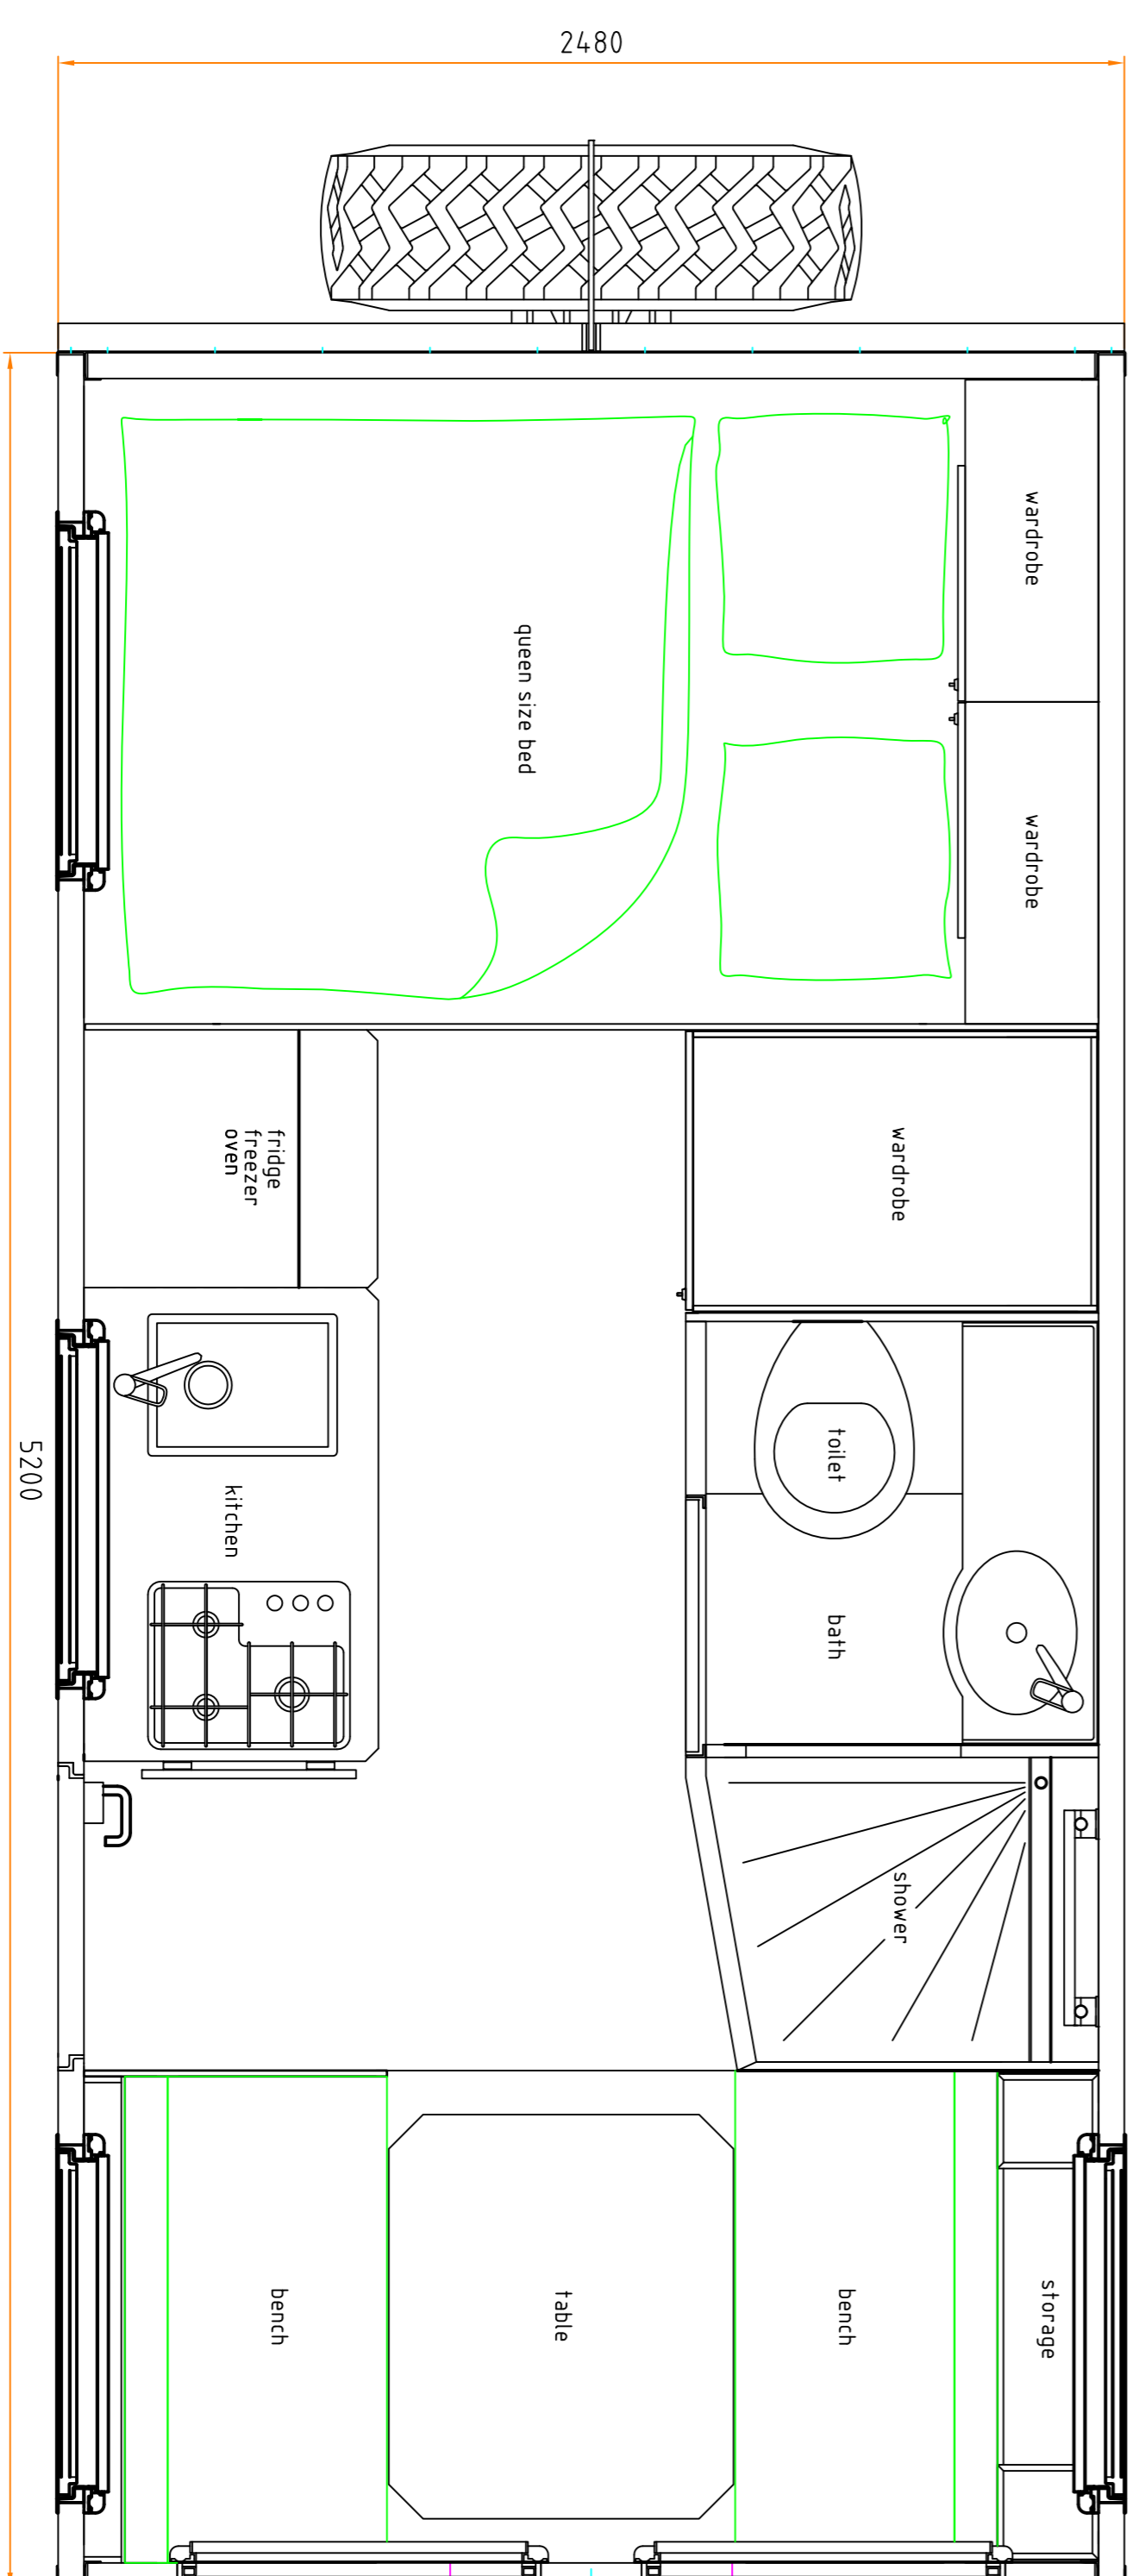 2480
wardrobe
wardrobe
queen size bed
wardrobe
fridge
freezer
oven
toilet
kitchen
bath
5200
shower
storage
bench
table
bench